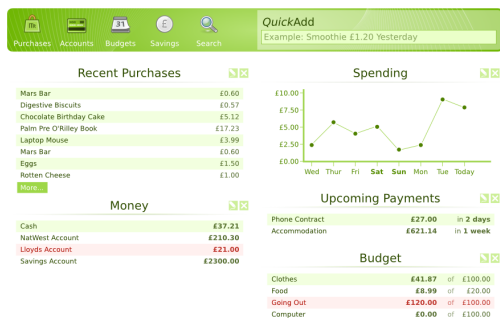 Purchases Accounts Budgets Savings Search
QuickAdd
Example: Smoothie £1.20 Yesterday
Recent Purchases
Mars Bar £0.60
Digestive Biscuits £0.57
Chocolate Birthday Cake £5.12
Palm Pre O'Rilley Book £17.23
Laptop Mouse £3.99
Mars Bar £0.60
Eggs £1.50
Rotten Cheese £1.00
More...
Money
Cash £37.21
NatWest Account £210.30
Lloyds Account £21.00
Savings Account £2300.00
Spending
£10.00
£7.50
£5.00
£2.50
£0.00
Wed Thur Fri Sat Sun Mon Tue Today
Upcoming Payments
Phone Contract £27.00 in 2 days
Accommodation £621.14 in 1 week
Budget
Clothes £41.87 of £100.00
Food £8.99 of £20.00
Going Out £120.00 of £100.00
Computer £0.00 of £100.00